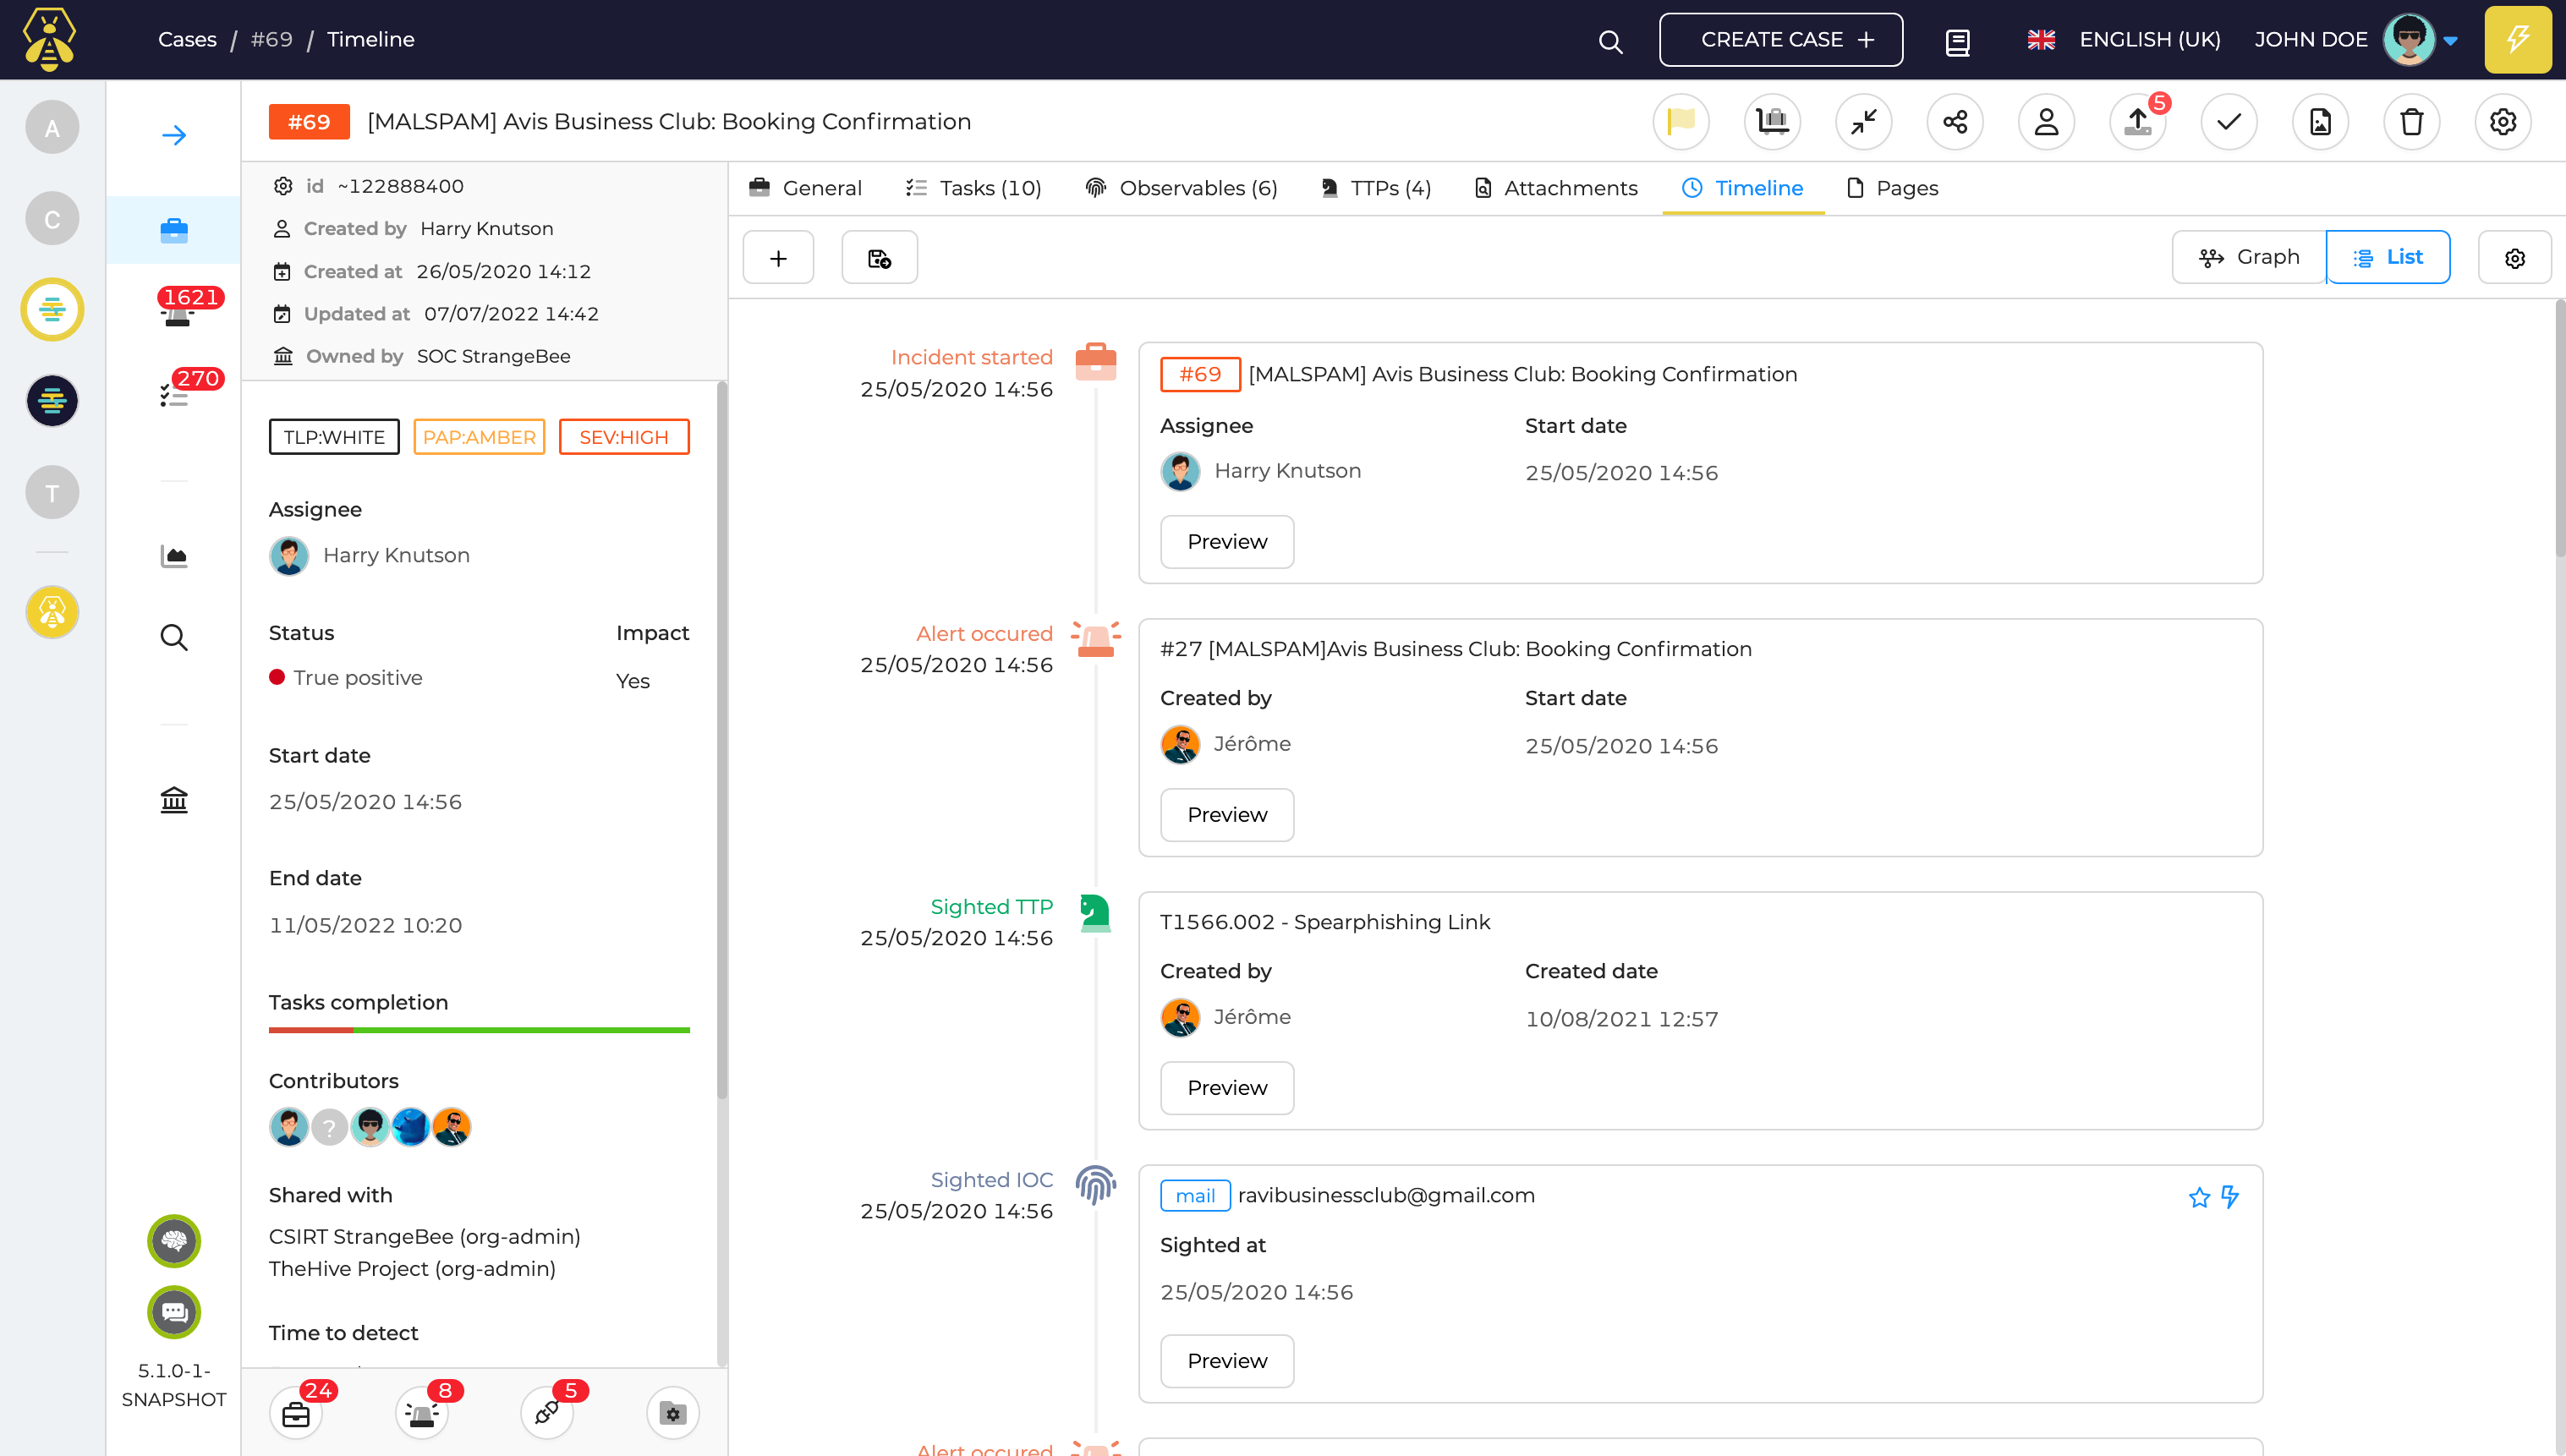 Cases / #69 / Timeline
CREATE CASE +
ENGLISH (UK)
JOHN DOE
A
C
T
1621
270
5.1.0-1-
SNAPSHOT
#69 [MALSPAM] Avis Business Club: Booking Confirmation
5
id ~122888400
Created by Harry Knutson
Created at 26/05/2020 14:12
Updated at 07/07/2022 14:42
Owned by SOC StrangeBee
TLP:WHITE PAP:AMBER SEV:HIGH
Assignee
Harry Knutson
Status Impact
True positive Yes
Start date
25/05/2020 14:56
End date
11/05/2022 10:20
Tasks completion
Contributors
?
Shared with
CSIRT StrangeBee (org-admin)
TheHive Project (org-admin)
Time to detect
24 8 5
General Tasks (10) Observables (6) TTPs (4) Attachments Timeline Pages
+
Graph List
Incident started
25/05/2020 14:56
#69 [MALSPAM] Avis Business Club: Booking Confirmation
Assignee Start date
Harry Knutson 25/05/2020 14:56
Preview
Alert occured
25/05/2020 14:56
#27 [MALSPAM]Avis Business Club: Booking Confirmation
Created by Start date
Jérôme 25/05/2020 14:56
Preview
Sighted TTP
25/05/2020 14:56
T1566.002 - Spearphishing Link
Created by Created date
Jérôme 10/08/2021 12:57
Preview
Sighted IOC
25/05/2020 14:56
mail ravibusinessclub@gmail.com
Sighted at
25/05/2020 14:56
Preview
Alert occured